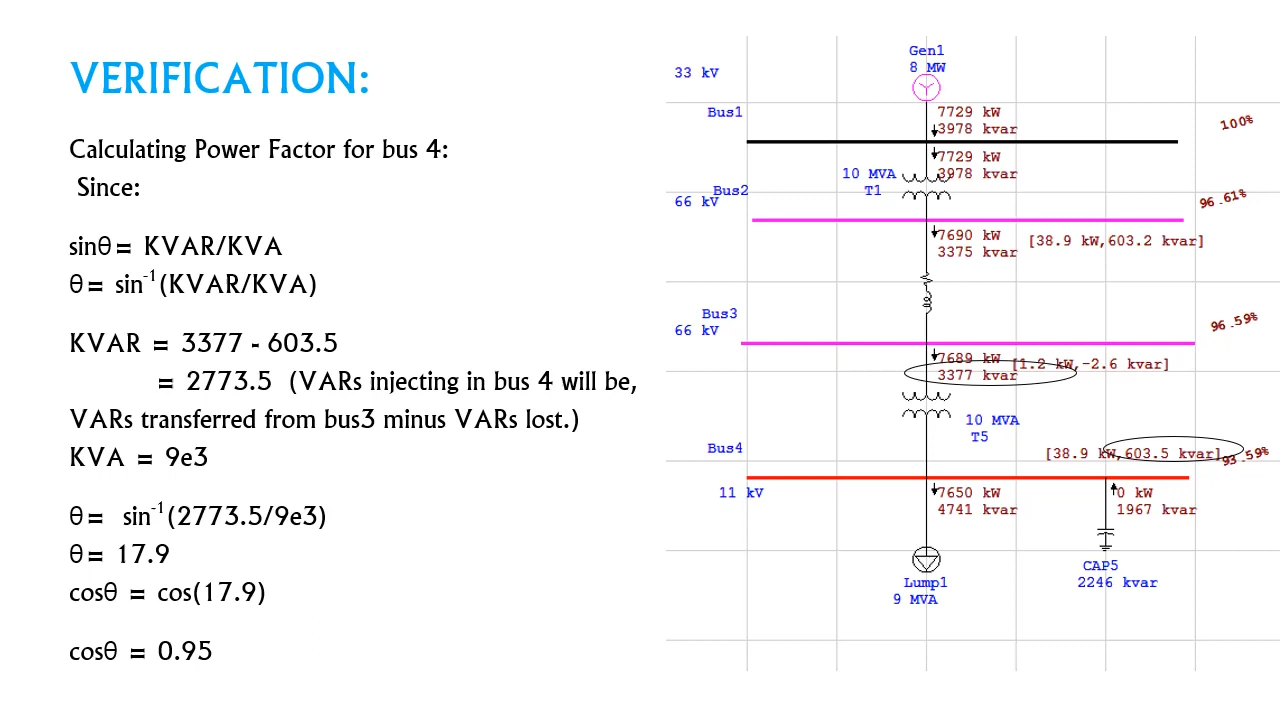 VERIFICATION:
Calculating Power Factor for bus 4:
Since:
sinθ= KVAR/KVA
θ= sin⁻¹(KVAR/KVA)
KVAR = 3377 - 603.5
= 2773.5 (VARs injecting in bus 4 will be,
VARs transferred from bus3 minus VARs lost.)
KVA = 9e3
θ= sin⁻¹(2773.5/9e3)
θ= 17.9
cosθ = cos(17.9)
cosθ = 0.95
Gen1
8 MW
33 kV
Bus1
7729 kW
3978 kvar
100%
7729 kW
3978 kvar
10 MVA
T1
Bus2
66 kV
96.61%
7690 kW
3375 kvar
[38.9 kW,603.2 kvar]
Bus3
66 kV
96.59%
7689 kW
3377 kvar
[1.2 kW,-2.6 kvar]
10 MVA
T5
Bus4
[38.9 kW,603.5 kvar]
93.59%
11 kV
7650 kW
4741 kvar
0 kW
1967 kvar
CAP5
2246 kvar
Lump1
9 MVA